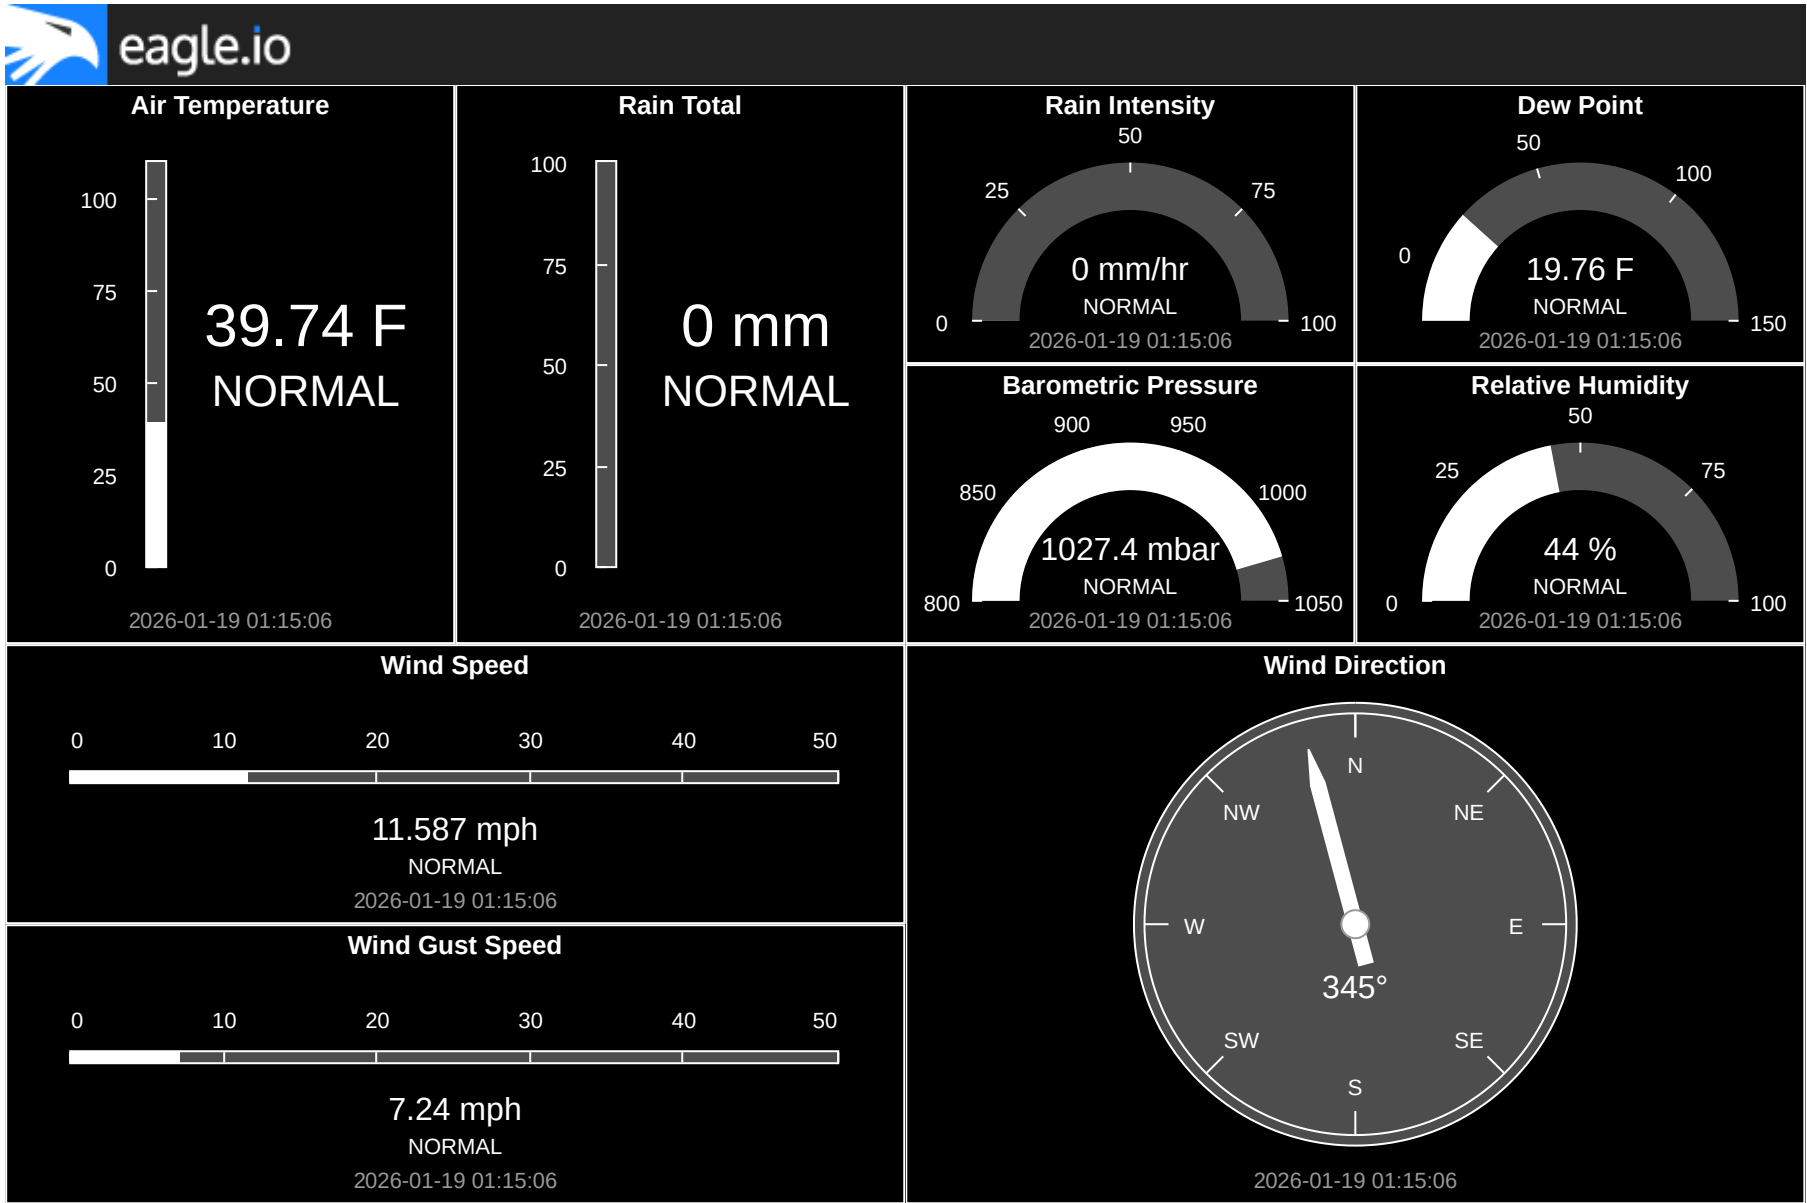 eagle.io
Air Temperature
100
75
50
25
0
39.74 F
NORMAL
2026-01-19 01:15:06
Rain Total
100
75
50
25
0
0 mm
NORMAL
2026-01-19 01:15:06
Rain Intensity
0
25
50
75
100
0 mm/hr
NORMAL
2026-01-19 01:15:06
Dew Point
0
50
100
150
19.76 F
NORMAL
2026-01-19 01:15:06
Barometric Pressure
800
850
900
950
1000
1050
1027.4 mbar
NORMAL
2026-01-19 01:15:06
Relative Humidity
0
25
50
75
100
44 %
NORMAL
2026-01-19 01:15:06
Wind Speed
0 10 20 30 40 50
11.587 mph
NORMAL
2026-01-19 01:15:06
Wind Gust Speed
0 10 20 30 40 50
7.24 mph
NORMAL
2026-01-19 01:15:06
Wind Direction
N
NW NE
W E
345°
SW SE
S
2026-01-19 01:15:06